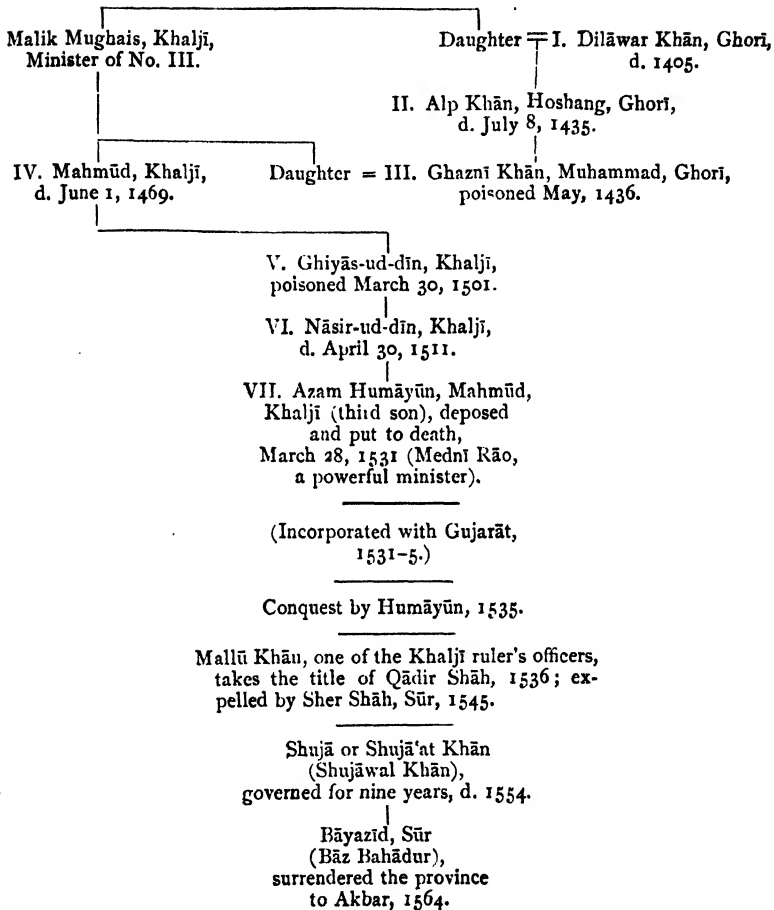 Malik Mughais, Khaljī,
Minister of No. III.
Daughter = I. Dilāwar Khān, Ghorī,
d. 1405.
II. Alp Khān, Hoshang, Ghorī,
d. July 8, 1435.
IV. Mahmūd, Khaljī,
d. June 1, 1469.
Daughter = III. Ghaznī Khān, Muhammad, Ghorī,
poisoned May, 1436.
V. Ghiyās-ud-dīn, Khaljī,
poisoned March 30, 1501.
VI. Nāsir-ud-dīn, Khaljī,
d. April 30, 1511.
VII. Azam Humāyūn, Mahmūd,
Khaljī (third son), deposed
and put to death,
March 28, 1531 (Mednī Rāo,
a powerful minister).
(Incorporated with Gujarāt,
1531–5.)
Conquest by Humāyūn, 1535.
Mallū Khān, one of the Khaljī ruler's officers,
takes the title of Qādir Shāh, 1536; ex-
pelled by Sher Shāh, Sūr, 1545.
Shujā or Shujā‘at Khān
(Shujāwal Khān),
governed for nine years, d. 1554.
Bāyazīd, Sūr
(Bāz Bahādur),
surrendered the province
to Akbar, 1564.